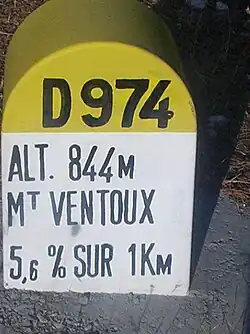 D974
ALT. 844M
MT VENTOUX
5,6 % SUR 1KM